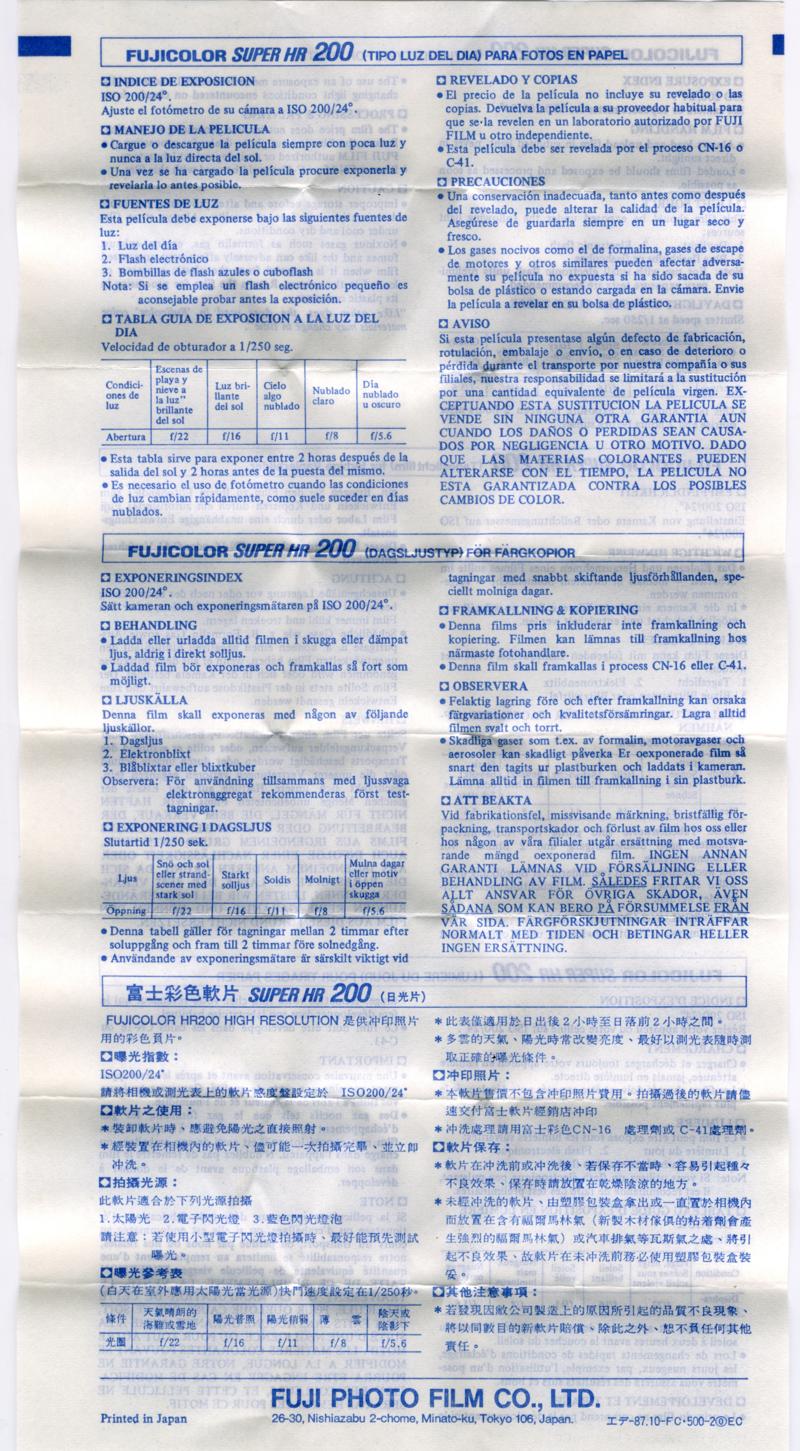 FUJICOLOR SUPER HR 200 (TIPO LUZ DEL DIA) PARA FOTOS EN PAPEL
INDICE DE EXPOSICION
ISO 200/24°.
Ajuste el fotómetro de su cámara a ISO 200/24°.
MANEJO DE LA PELICULA
● Cargue o descargue la película siempre con poca luz y
nunca a la luz directa del sol.
● Una vez se ha cargado la película procure exponerla y
revelarla lo antes posible.
FUENTES DE LUZ
Esta película debe exponerse bajo las siguientes fuentes de
luz:
1. Luz del día
2. Flash electrónico
3. Bombillas de flash azules o cuboflash
Nota: Si se emplea un flash electrónico pequeño es
aconsejable probar antes la exposición.
TABLA GUIA DE EXPOSICION A LA LUZ DEL
DIA
Velocidad de obturador a 1/250 seg.
Condiciones de luz | Escenas de playa y nieve a la luz" brillante del sol | Luz brillante del sol | Cielo algo nublado | Nublado claro | Día nublado u oscuro
Abertura | f/22 | f/16 | f/11 | f/8 | f/5.6
● Esta tabla sirve para exponer entre 2 horas después de la
salida del sol y 2 horas antes de la puesta del mismo.
● Es necesario el uso de fotómetro cuando las condiciones
de luz cambian rápidamente, como suele suceder en días
nublados.
REVELADO Y COPIAS
● El precio de la película no incluye su revelado o las
copias. Devuelva la película a su proveedor habitual para
que se la revelen en un laboratorio autorizado por FUJI
FILM u otro independiente.
● Esta película debe ser revelada por el proceso CN-16 o
C-41.
PRECAUCIONES
● Una conservación inadecuada, tanto antes como después
del revelado, puede alterar la calidad de la película.
Asegúrese de guardarla siempre en un lugar seco y
fresco.
● Los gases nocivos como el de formalina, gases de escape
de motores y otros similares pueden afectar adversa-
mente su película no expuesta si ha sido sacada de su
bolsa de plástico o estando cargada en la cámara. Envie
la película a revelar en su bolsa de plástico.
AVISO
Si esta película presentase algún defecto de fabricación,
rotulación, embalaje o envío, o en caso de deterioro o
pérdida durante el transporte por nuestra compañía o sus
filiales, nuestra responsabilidad se limitará a la sustitución
por una cantidad equivalente de película virgen. EX-
CEPTUANDO ESTA SUSTITUCION LA PELICULA SE
VENDE SIN NINGUNA OTRA GARANTIA AUN
CUANDO LOS DAÑOS O PERDIDAS SEAN CAUSA-
DOS POR NEGLIGENCIA U OTRO MOTIVO. DADO
QUE LAS MATERIAS COLORANTES PUEDEN
ALTERARSE CON EL TIEMPO, LA PELICULA NO
ESTA GARANTIZADA CONTRA LOS POSIBLES
CAMBIOS DE COLOR.
FUJICOLOR SUPER HR 200 (DAGSLJUSTYP) FÖR FÄRGKOPIOR
EXPONERINGSINDEX
ISO 200/24°.
Sätt kameran och exponeringsmätaren på ISO 200/24°.
BEHANDLING
● Ladda eller urladda alltid filmen i skugga eller dämpat
ljus, aldrig i direkt solljus.
● Laddad film bör exponeras och framkallas så fort som
möjligt.
LJUSKÄLLA
Denna film skall exponeras med någon av följande
ljuskällor.
1. Dagsljus
2. Elektronblixt
3. Blåblixtar eller blixtkuber
Observera: För användning tillsammans med ljussvaga
elektronaggregat rekommenderas först test-
tagningar.
EXPONERING I DAGSLJUS
Slutartid 1/250 sek.
Ljus | Snö och sol eller strandscener med stark sol | Starkt solljus | Soldis | Molnigt | Mulna dagar eller motiv i öppen skugga
Öppning | f/22 | f/16 | f/11 | f/8 | f/5.6
● Denna tabell gäller för tagningar mellan 2 timmar efter
soluppgång och fram till 2 timmar före solnedgång.
● Användande av exponeringsmätare är särskilt viktigt vid
tagningar med snabbt skiftande ljusförhållanden, spe-
ciellt molniga dagar.
FRAMKALLNING & KOPIERING
● Denna films pris inkluderar inte framkallning och
kopiering. Filmen kan lämnas till framkallning hos
närmaste fotohandlare.
● Denna film skall framkallas i process CN-16 eller C-41.
OBSERVERA
● Felaktig lagring före och efter framkallning kan orsaka
färgvariationer och kvalitetsförsämringar. Lagra alltid
filmen svalt och torrt.
● Skadliga gaser som t.ex. av formalin, motoravgaser och
aerosoler kan skadligt påverka Er oexponerade film så
snart den tagits ur plastburken och laddats i kameran.
Lämna alltid in filmen till framkallning i sin plastburk.
ATT BEAKTA
Vid fabrikationsfel, missvisande märkning, bristfällig för-
packning, transportskador och förlust av film hos oss eller
hos någon av våra filialer utgår ersättning med motsva-
rande mängd oexponerad film. INGEN ANNAN
GARANTI LÄMNAS VID FÖRSÄLJNING ELLER
BEHANDLING AV FILM. SÅLEDES FRITAR VI OSS
ALLT ANSVAR FÖR ÖVRIGA SKADOR, ÄVEN
SÅDANA SOM KAN BERO PÅ FÖRSUMMELSE FRÅN
VÅR SIDA. FÄRGFÖRSKJUTNINGAR INTRÄFFAR
NORMALT MED TIDEN OCH BETINGAR HELLER
INGEN ERSÄTTNING.
富士彩色軟片 SUPER HR 200 (日光片)
FUJICOLOR HR200 HIGH RESOLUTION 是供冲印照片
用的彩色頁片。
曝光指數：
ISO200/24°
請將相機或測光表上的軟片感度盤設定於 ISO200/24°
軟片之使用：
＊裝卸軟片時、應避免陽光之直接照射。
＊經裝置在相機內的軟片、儘可能一次拍攝完畢、並立即
冲洗。
拍攝光源：
此軟片適合於下列光源拍攝
1.太陽光 2.電子閃光燈 3.藍色閃光燈泡
請注意：若使用小型電子閃光燈拍攝時、最好能預先測試
曝光。
曝光參考表
(白天在室外應用太陽光當光源)快門速度設定在1/250秒。
條件 | 天氣晴朗的海灘或雪地 | 陽光普照 | 陽光稍弱 | 薄 雲 | 陰天或陰影下
光圈 | f/22 | f/16 | f/11 | f/8 | f/5.6
＊此表僅適用於日出後2小時至日落前2小時之間。
＊多雲的天氣、陽光時常改變亮度、最好以測光表隨時測
取正確的曝光條件。
冲印照片：
＊本軟片售價不包含冲印照片費用。拍攝過後的軟片請儘
速交付富士軟片經銷店冲印
＊冲洗處理請用富士彩色CN-16 處理劑或 C-41處理劑。
軟片保存：
＊軟片在冲洗前或冲洗後、若保存不當時、容易引起種々
不良效果、保存時請放置在乾燥陰涼的地方。
＊未經冲洗的軟片、由塑膠包裝盒拿出或一直置於相機內
而放置在含有福爾馬林氣（新製木材傢俱的粘着劑會產
生強烈的福爾馬林氣）或汽車排氣等瓦斯氣之處、將引
起不良效果、故軟片在未冲洗前務必使用塑膠包裝盒裝
妥。
其他注意事項：
＊若發現因敝公司製造上的原因所引起的品質不良現象、
將以同數目的新軟片賠償、除此之外、恕不負任何其他
責任。
FUJI PHOTO FILM CO., LTD.
Printed in Japan
26-30, Nishiazabu 2-chome, Minato-ku, Tokyo 106, Japan.
エデ-87.10-FC・500-2⑥EC